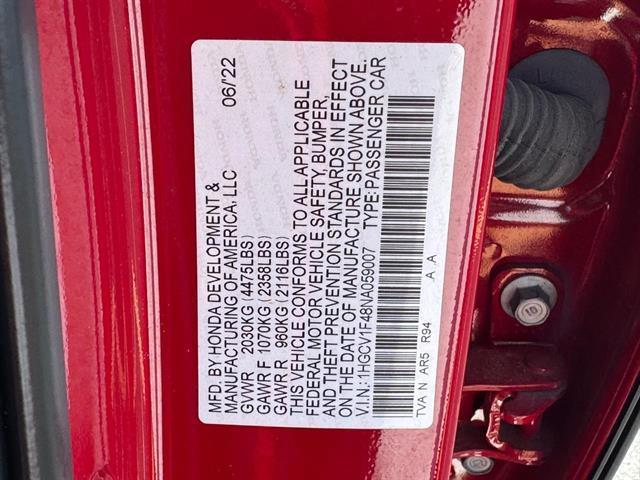 MFD. BY HONDA DEVELOPMENT & 06/'22
MANUFACTURING OF AMERICA, LLC
GVWR 2030KG (4475LBS)
GAWR F 1070KG (2358LBS)
GAWR R 960KG (2116LBS)
THIS VEHICLE CONFORMS TO ALL APPLICABLE
FEDERAL MOTOR VEHICLE SAFETY, BUMPER,
AND THEFT PREVENTION STANDARDS IN EFFECT
ON THE DATE OF MANUFACTURE SHOWN ABOVE.
V.I.N.:1HGCV1F48NA059007 TYPE:PASSENGER CAR
TVA N AR5 R94 A A